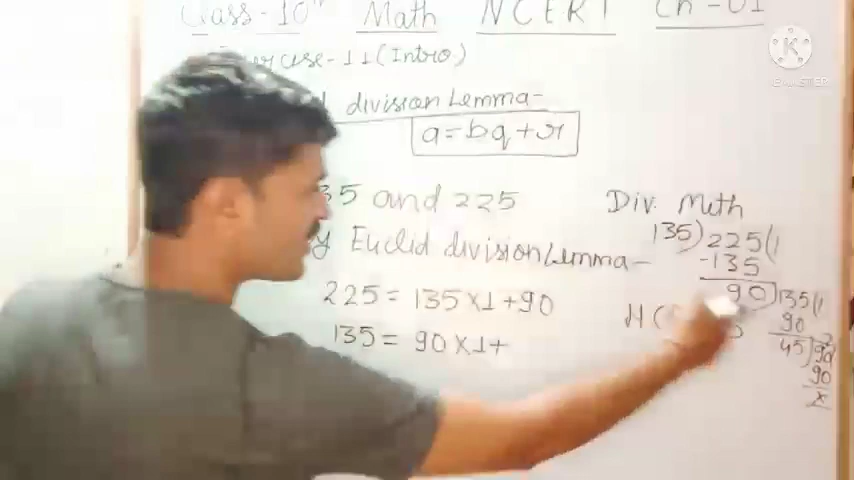 Class-10th Math NCERT Ch-01
Exercise-11 (Intro.)
division Lemma-
a=bq+r
35 and 225
Div. Meth
Euclid division Lemma-
225 = 135×1+90
135 = 90×1+
135) 225 (1
-135
90) 135 (1
90
45) 90 (2
90
x
KINEMASTER